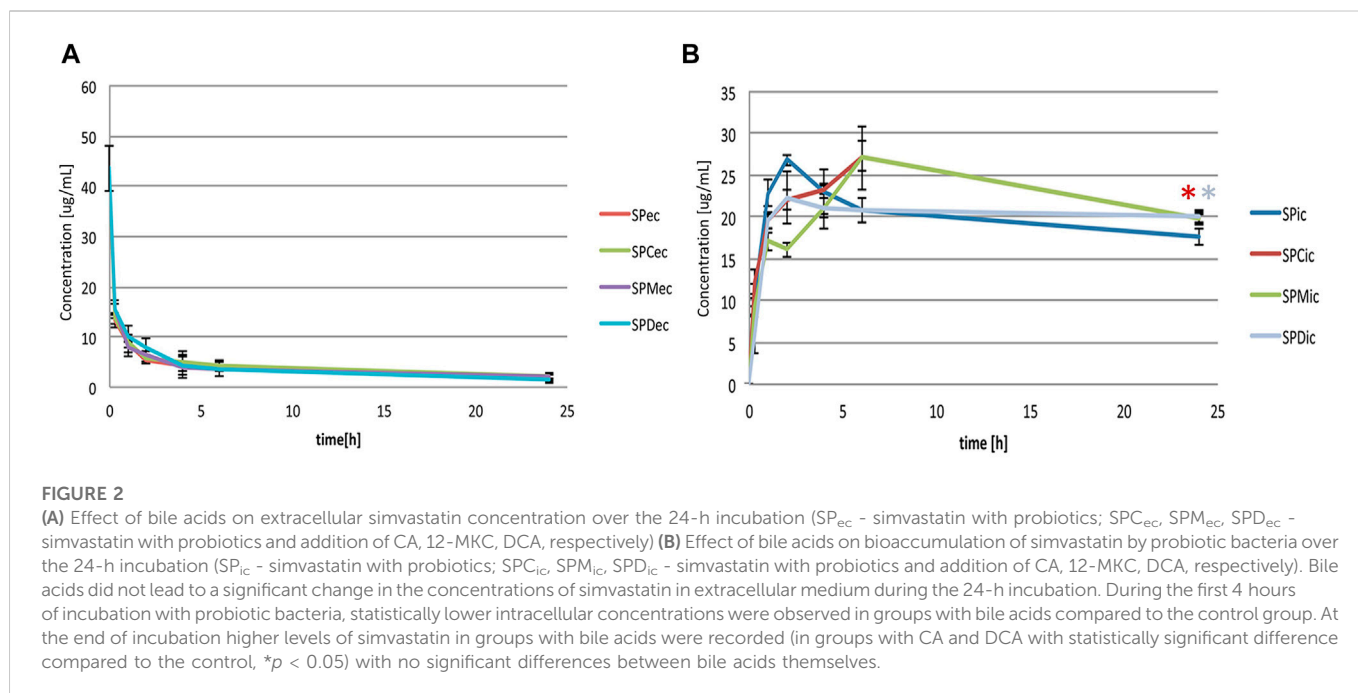 A
60
50
40
30
20
10
0
Concentration [ug/mL]
0 5 10 15 20 25
time[h]
SPec
SPCec
SPMec
SPDec
B
35
30
25
20
15
10
5
0
Concentration [ug/mL]
0 5 10 15 20 25
time [h]
* *
SPic
SPCic
SPMic
SPDic
FIGURE 2
(A) Effect of bile acids on extracellular simvastatin concentration over the 24-h incubation (SPec - simvastatin with probiotics; SPCec, SPMec, SPDec -
simvastatin with probiotics and addition of CA, 12-MKC, DCA, respectively) (B) Effect of bile acids on bioaccumulation of simvastatin by probiotic bacteria over
the 24-h incubation (SPic - simvastatin with probiotics; SPCic, SPMic, SPDic - simvastatin with probiotics and addition of CA, 12-MKC, DCA, respectively). Bile
acids did not lead to a significant change in the concentrations of simvastatin in extracellular medium during the 24-h incubation. During the first 4 hours
of incubation with probiotic bacteria, statistically lower intracellular concentrations were observed in groups with bile acids compared to the control group. At
the end of incubation higher levels of simvastatin in groups with bile acids were recorded (in groups with CA and DCA with statistically significant difference
compared to the control, *p < 0.05) with no significant differences between bile acids themselves.